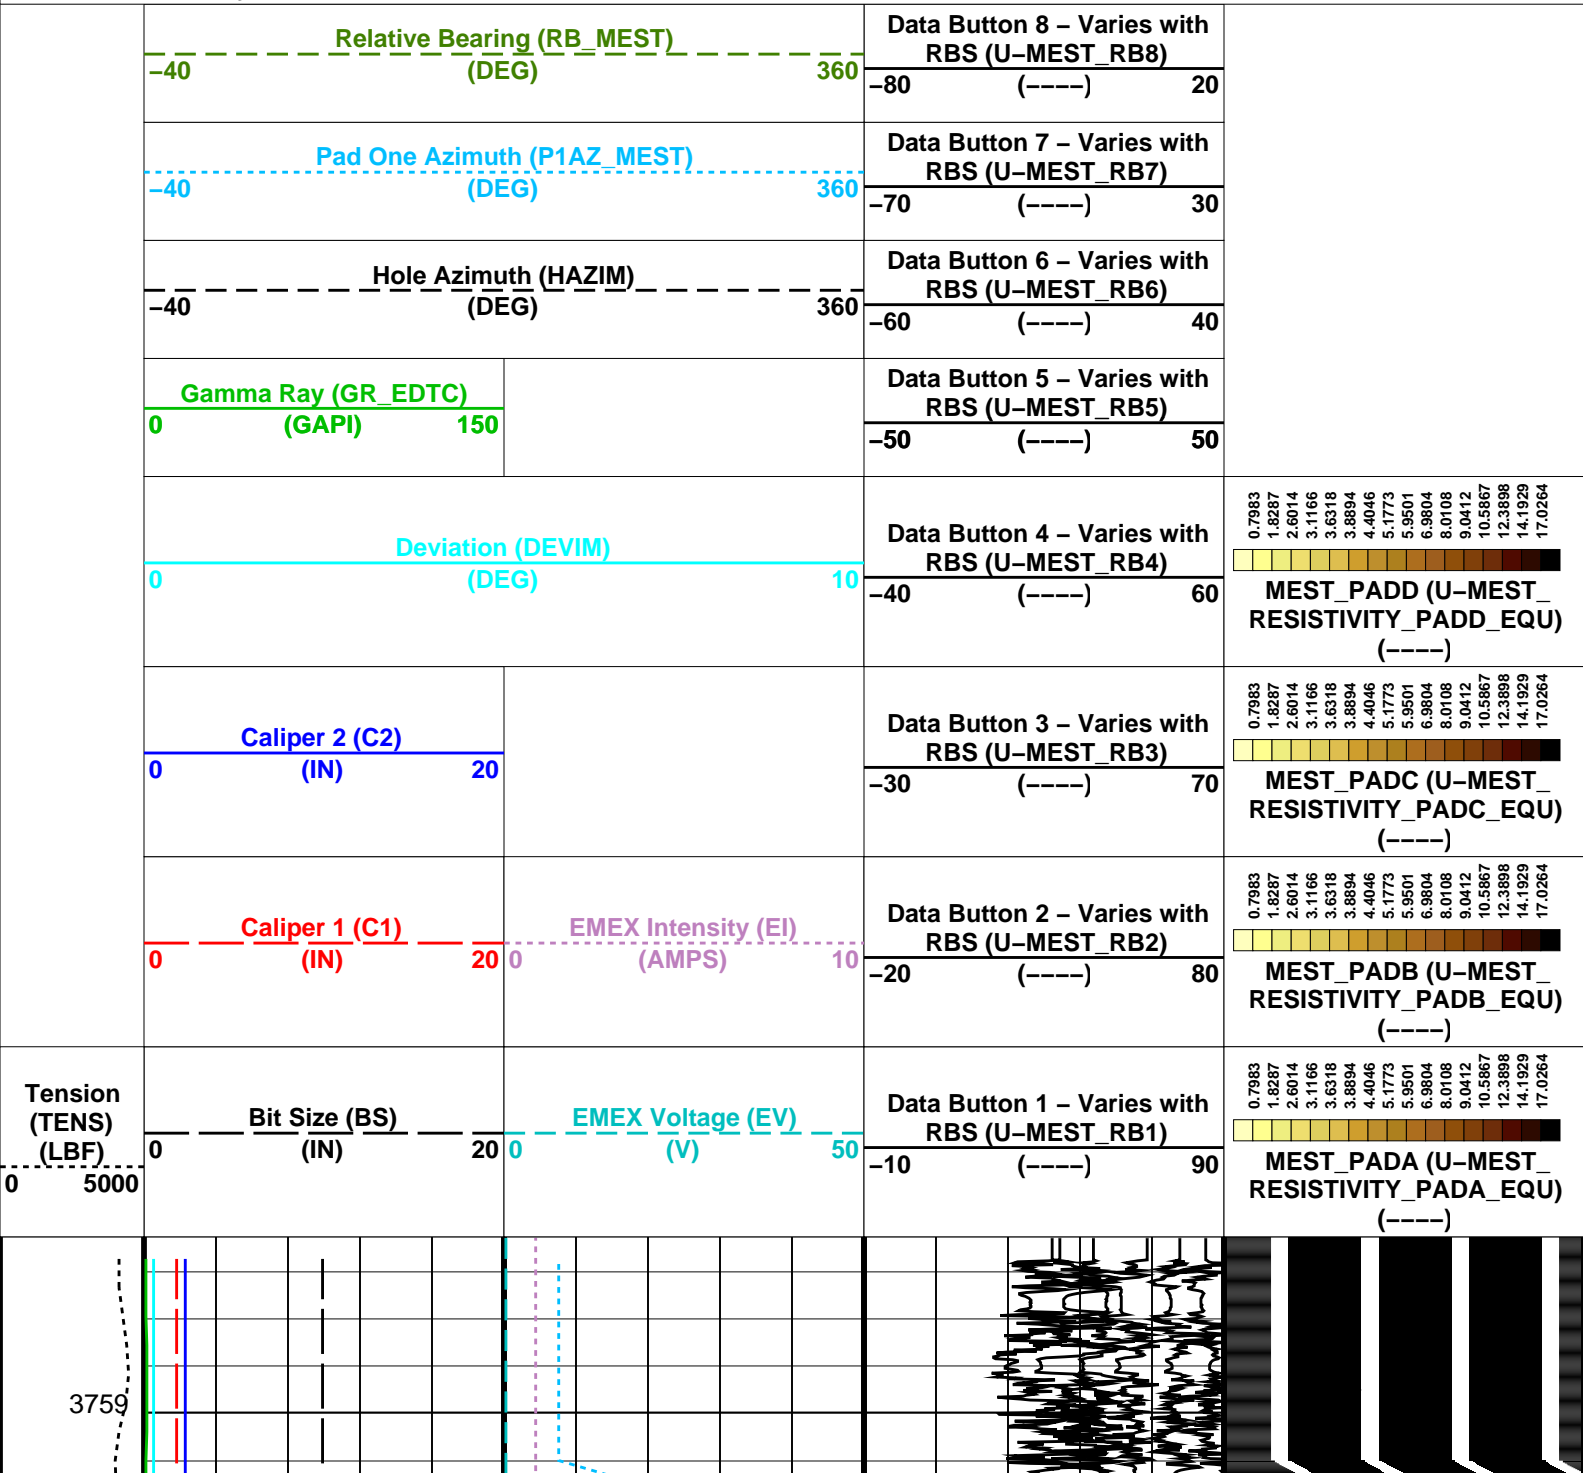 Relative Bearing (RB_MEST)
–40 (DEG) 360
Data Button 8 – Varies with
RBS (U–MEST_RB8)
–80 (––––) 20
Pad One Azimuth (P1AZ_MEST)
–40 (DEG) 360
Data Button 7 – Varies with
RBS (U–MEST_RB7)
–70 (––––) 30
Hole Azimuth (HAZIM)
–40 (DEG) 360
Data Button 6 – Varies with
RBS (U–MEST_RB6)
–60 (––––) 40
Gamma Ray (GR_EDTC)
0 (GAPI) 150
Data Button 5 – Varies with
RBS (U–MEST_RB5)
–50 (––––) 50
Deviation (DEVIM)
0 (DEG) 10
Data Button 4 – Varies with
RBS (U–MEST_RB4)
–40 (––––) 60
0.7983 1.8287 2.6014 3.1166 3.6318 3.8894 4.4046 5.1773 5.9501 6.9804 8.0108 9.0412 10.5867 12.3898 14.1929 17.0264
MEST_PADD (U–MEST_
RESISTIVITY_PADD_EQU)
(––––)
Caliper 2 (C2)
0 (IN) 20
Data Button 3 – Varies with
RBS (U–MEST_RB3)
–30 (––––) 70
0.7983 1.8287 2.6014 3.1166 3.6318 3.8894 4.4046 5.1773 5.9501 6.9804 8.0108 9.0412 10.5867 12.3898 14.1929 17.0264
MEST_PADC (U–MEST_
RESISTIVITY_PADC_EQU)
(––––)
Caliper 1 (C1)
0 (IN) 20
EMEX Intensity (EI)
0 (AMPS) 10
Data Button 2 – Varies with
RBS (U–MEST_RB2)
–20 (––––) 80
0.7983 1.8287 2.6014 3.1166 3.6318 3.8894 4.4046 5.1773 5.9501 6.9804 8.0108 9.0412 10.5867 12.3898 14.1929 17.0264
MEST_PADB (U–MEST_
RESISTIVITY_PADB_EQU)
(––––)
Tension
(TENS)
(LBF)
0 5000
Bit Size (BS)
0 (IN) 20
EMEX Voltage (EV)
0 (V) 50
Data Button 1 – Varies with
RBS (U–MEST_RB1)
–10 (––––) 90
0.7983 1.8287 2.6014 3.1166 3.6318 3.8894 4.4046 5.1773 5.9501 6.9804 8.0108 9.0412 10.5867 12.3898 14.1929 17.0264
MEST_PADA (U–MEST_
RESISTIVITY_PADA_EQU)
(––––)
3759